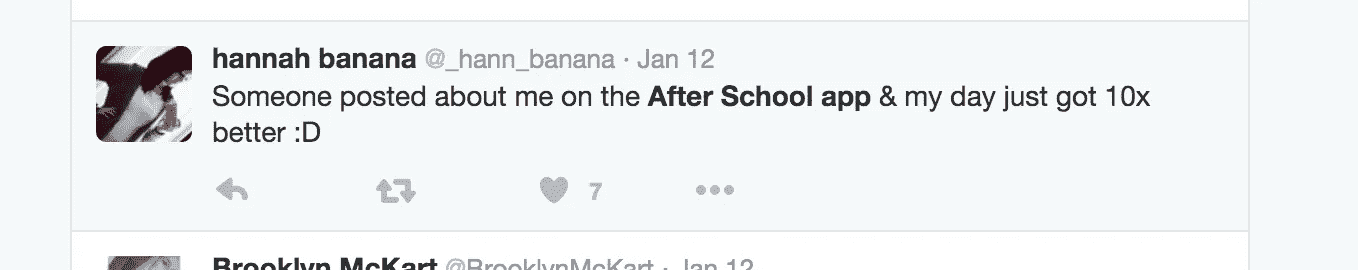 hannah banana @_hann_banana · Jan 12
Someone posted about me on the After School app & my day just got 10x
better :D
7
Brooklyn McKart @BrooklynMcKart · Jan 12